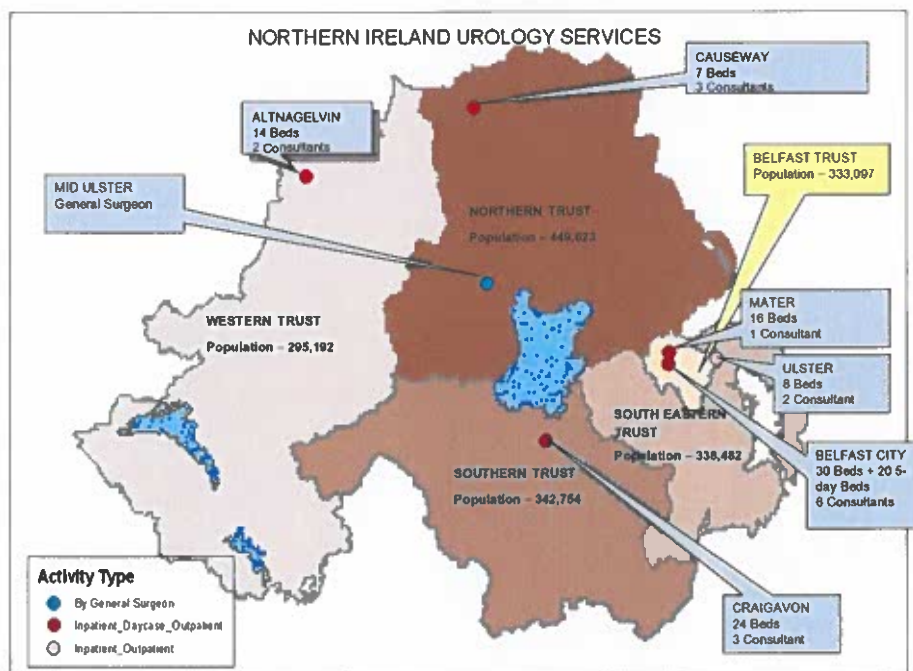 NORTHERN IRELAND UROLOGY SERVICES
CAUSEWAY
7 Beds
3 Consultants
ALTNAGELVIN
14 Beds
2 Consultants
BELFAST TRUST
Population – 333,097
MID ULSTER
General Surgeon
NORTHERN TRUST
Population – 449,623
MATER
16 Beds
1 Consultant
WESTERN TRUST
Population – 295,192
ULSTER
8 Beds
2 Consultant
SOUTH EASTERN
TRUST
Population – 338,482
BELFAST CITY
30 Beds + 20 5-
day Beds
6 Consultants
SOUTHERN TRUST
Population – 342,754
CRAIGAVON
24 Beds
3 Consultant
Activity Type
By General Surgeon
Inpatient_Daycase_Outpatient
Inpatient_Outpatient